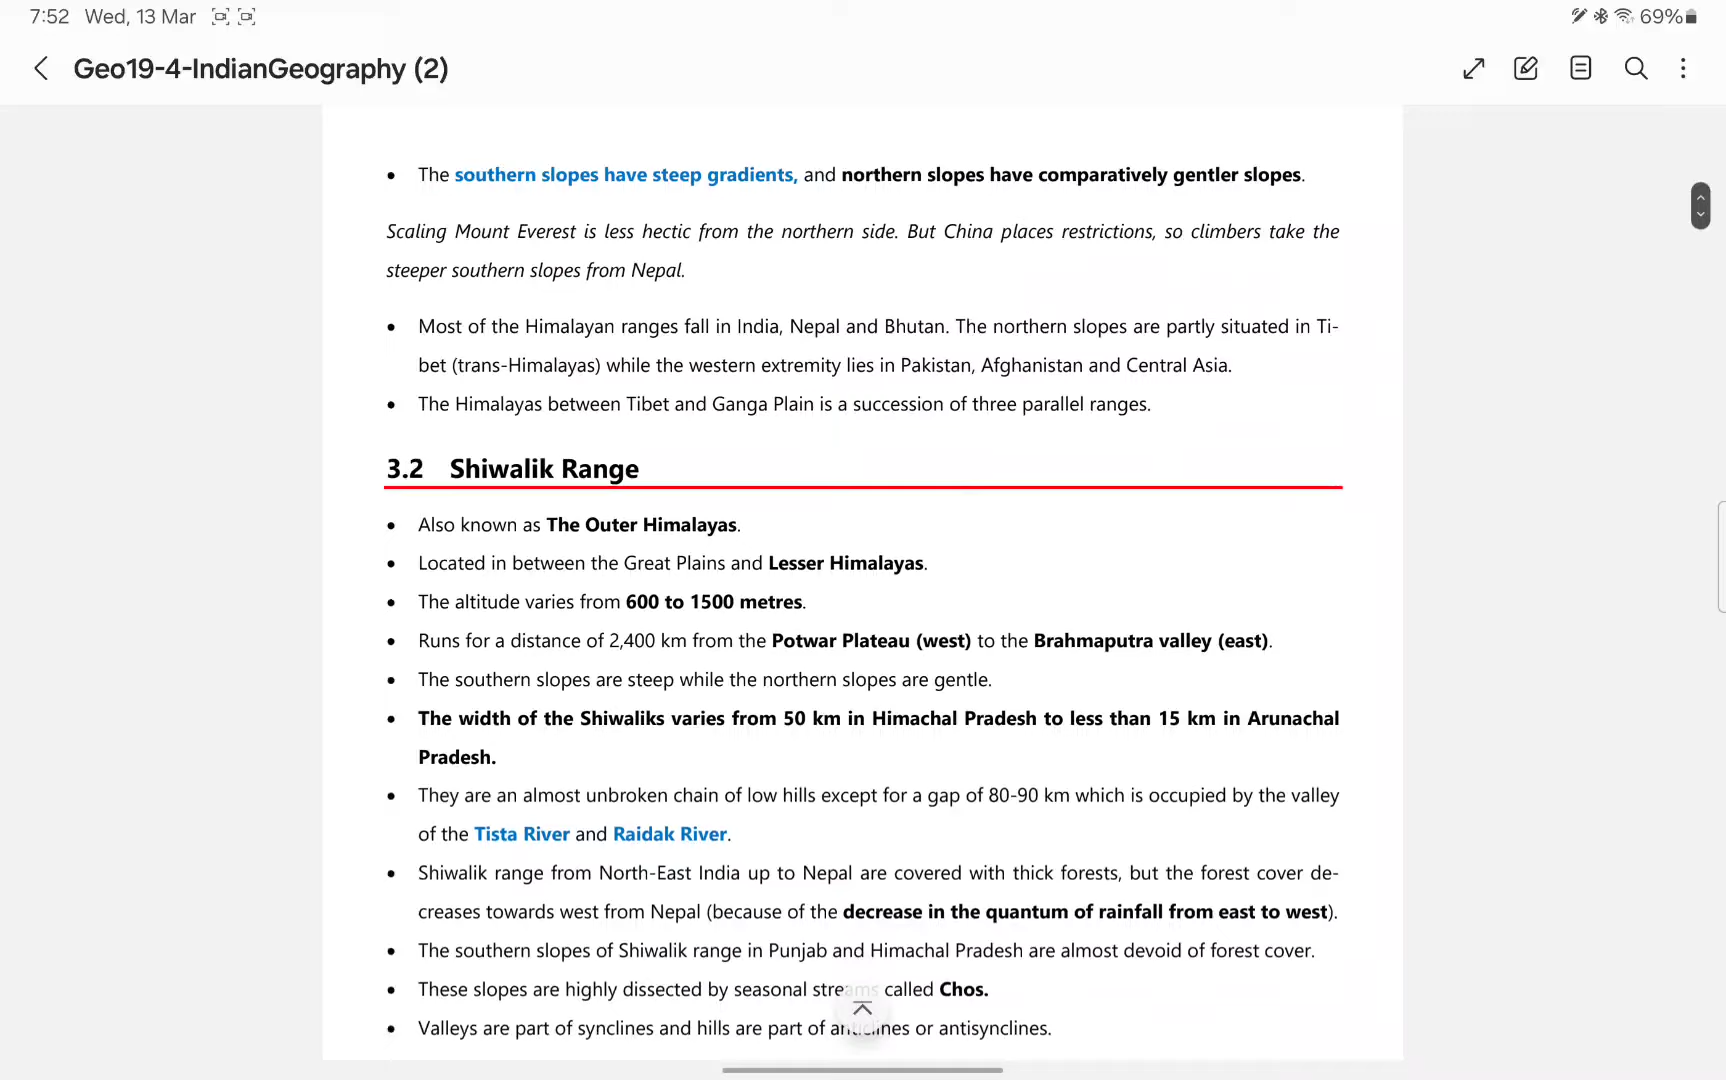 7:52 Wed, 13 Mar 69%
Geo19-4-IndianGeography (2)
• The southern slopes have steep gradients, and northern slopes have comparatively gentler slopes.
Scaling Mount Everest is less hectic from the northern side. But China places restrictions, so climbers take the
steeper southern slopes from Nepal.
• Most of the Himalayan ranges fall in India, Nepal and Bhutan. The northern slopes are partly situated in Ti-
bet (trans-Himalayas) while the western extremity lies in Pakistan, Afghanistan and Central Asia.
• The Himalayas between Tibet and Ganga Plain is a succession of three parallel ranges.
3.2 Shiwalik Range
• Also known as The Outer Himalayas.
• Located in between the Great Plains and Lesser Himalayas.
• The altitude varies from 600 to 1500 metres.
• Runs for a distance of 2,400 km from the Potwar Plateau (west) to the Brahmaputra valley (east).
• The southern slopes are steep while the northern slopes are gentle.
• The width of the Shiwaliks varies from 50 km in Himachal Pradesh to less than 15 km in Arunachal
Pradesh.
• They are an almost unbroken chain of low hills except for a gap of 80-90 km which is occupied by the valley
of the Tista River and Raidak River.
• Shiwalik range from North-East India up to Nepal are covered with thick forests, but the forest cover de-
creases towards west from Nepal (because of the decrease in the quantum of rainfall from east to west).
• The southern slopes of Shiwalik range in Punjab and Himachal Pradesh are almost devoid of forest cover.
• These slopes are highly dissected by seasonal streams called Chos.
• Valleys are part of synclines and hills are part of anticlines or antisynclines.